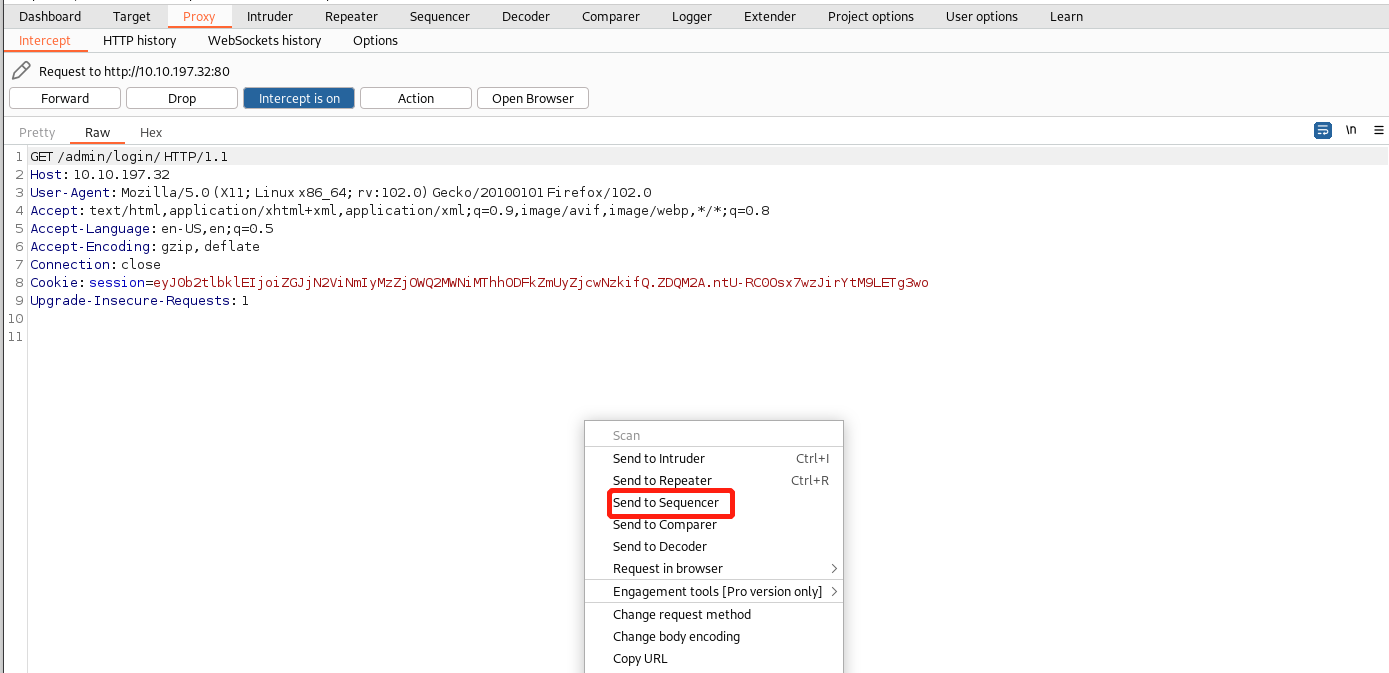 Dashboard Target Proxy Intruder Repeater Sequencer Decoder Comparer Logger Extender Project options User options Learn
Intercept HTTP history WebSockets history Options
Request to http://10.10.197.32:80
Forward Drop Intercept is on Action Open Browser
Pretty Raw Hex \n
1 GET /admin/login/ HTTP/1.1
2 Host: 10.10.197.32
3 User-Agent: Mozilla/5.0 (X11; Linux x86_64; rv:102.0) Gecko/20100101 Firefox/102.0
4 Accept: text/html,application/xhtml+xml,application/xml;q=0.9,image/avif,image/webp,*/*;q=0.8
5 Accept-Language: en-US,en;q=0.5
6 Accept-Encoding: gzip, deflate
7 Connection: close
8 Cookie: session=eyJ0b2tlbklEIjoiZGJjN2ViNmIyMzZjOWQ2MWNiMThhODFkZmUyZjcwNzkifQ.ZDQM2A.ntU-RC0Osx7wzJirYtM9LETg3wo
9 Upgrade-Insecure-Requests: 1
10
11
Scan
Send to Intruder Ctrl+I
Send to Repeater Ctrl+R
Send to Sequencer
Send to Comparer
Send to Decoder
Request in browser
Engagement tools [Pro version only]
Change request method
Change body encoding
Copy URL